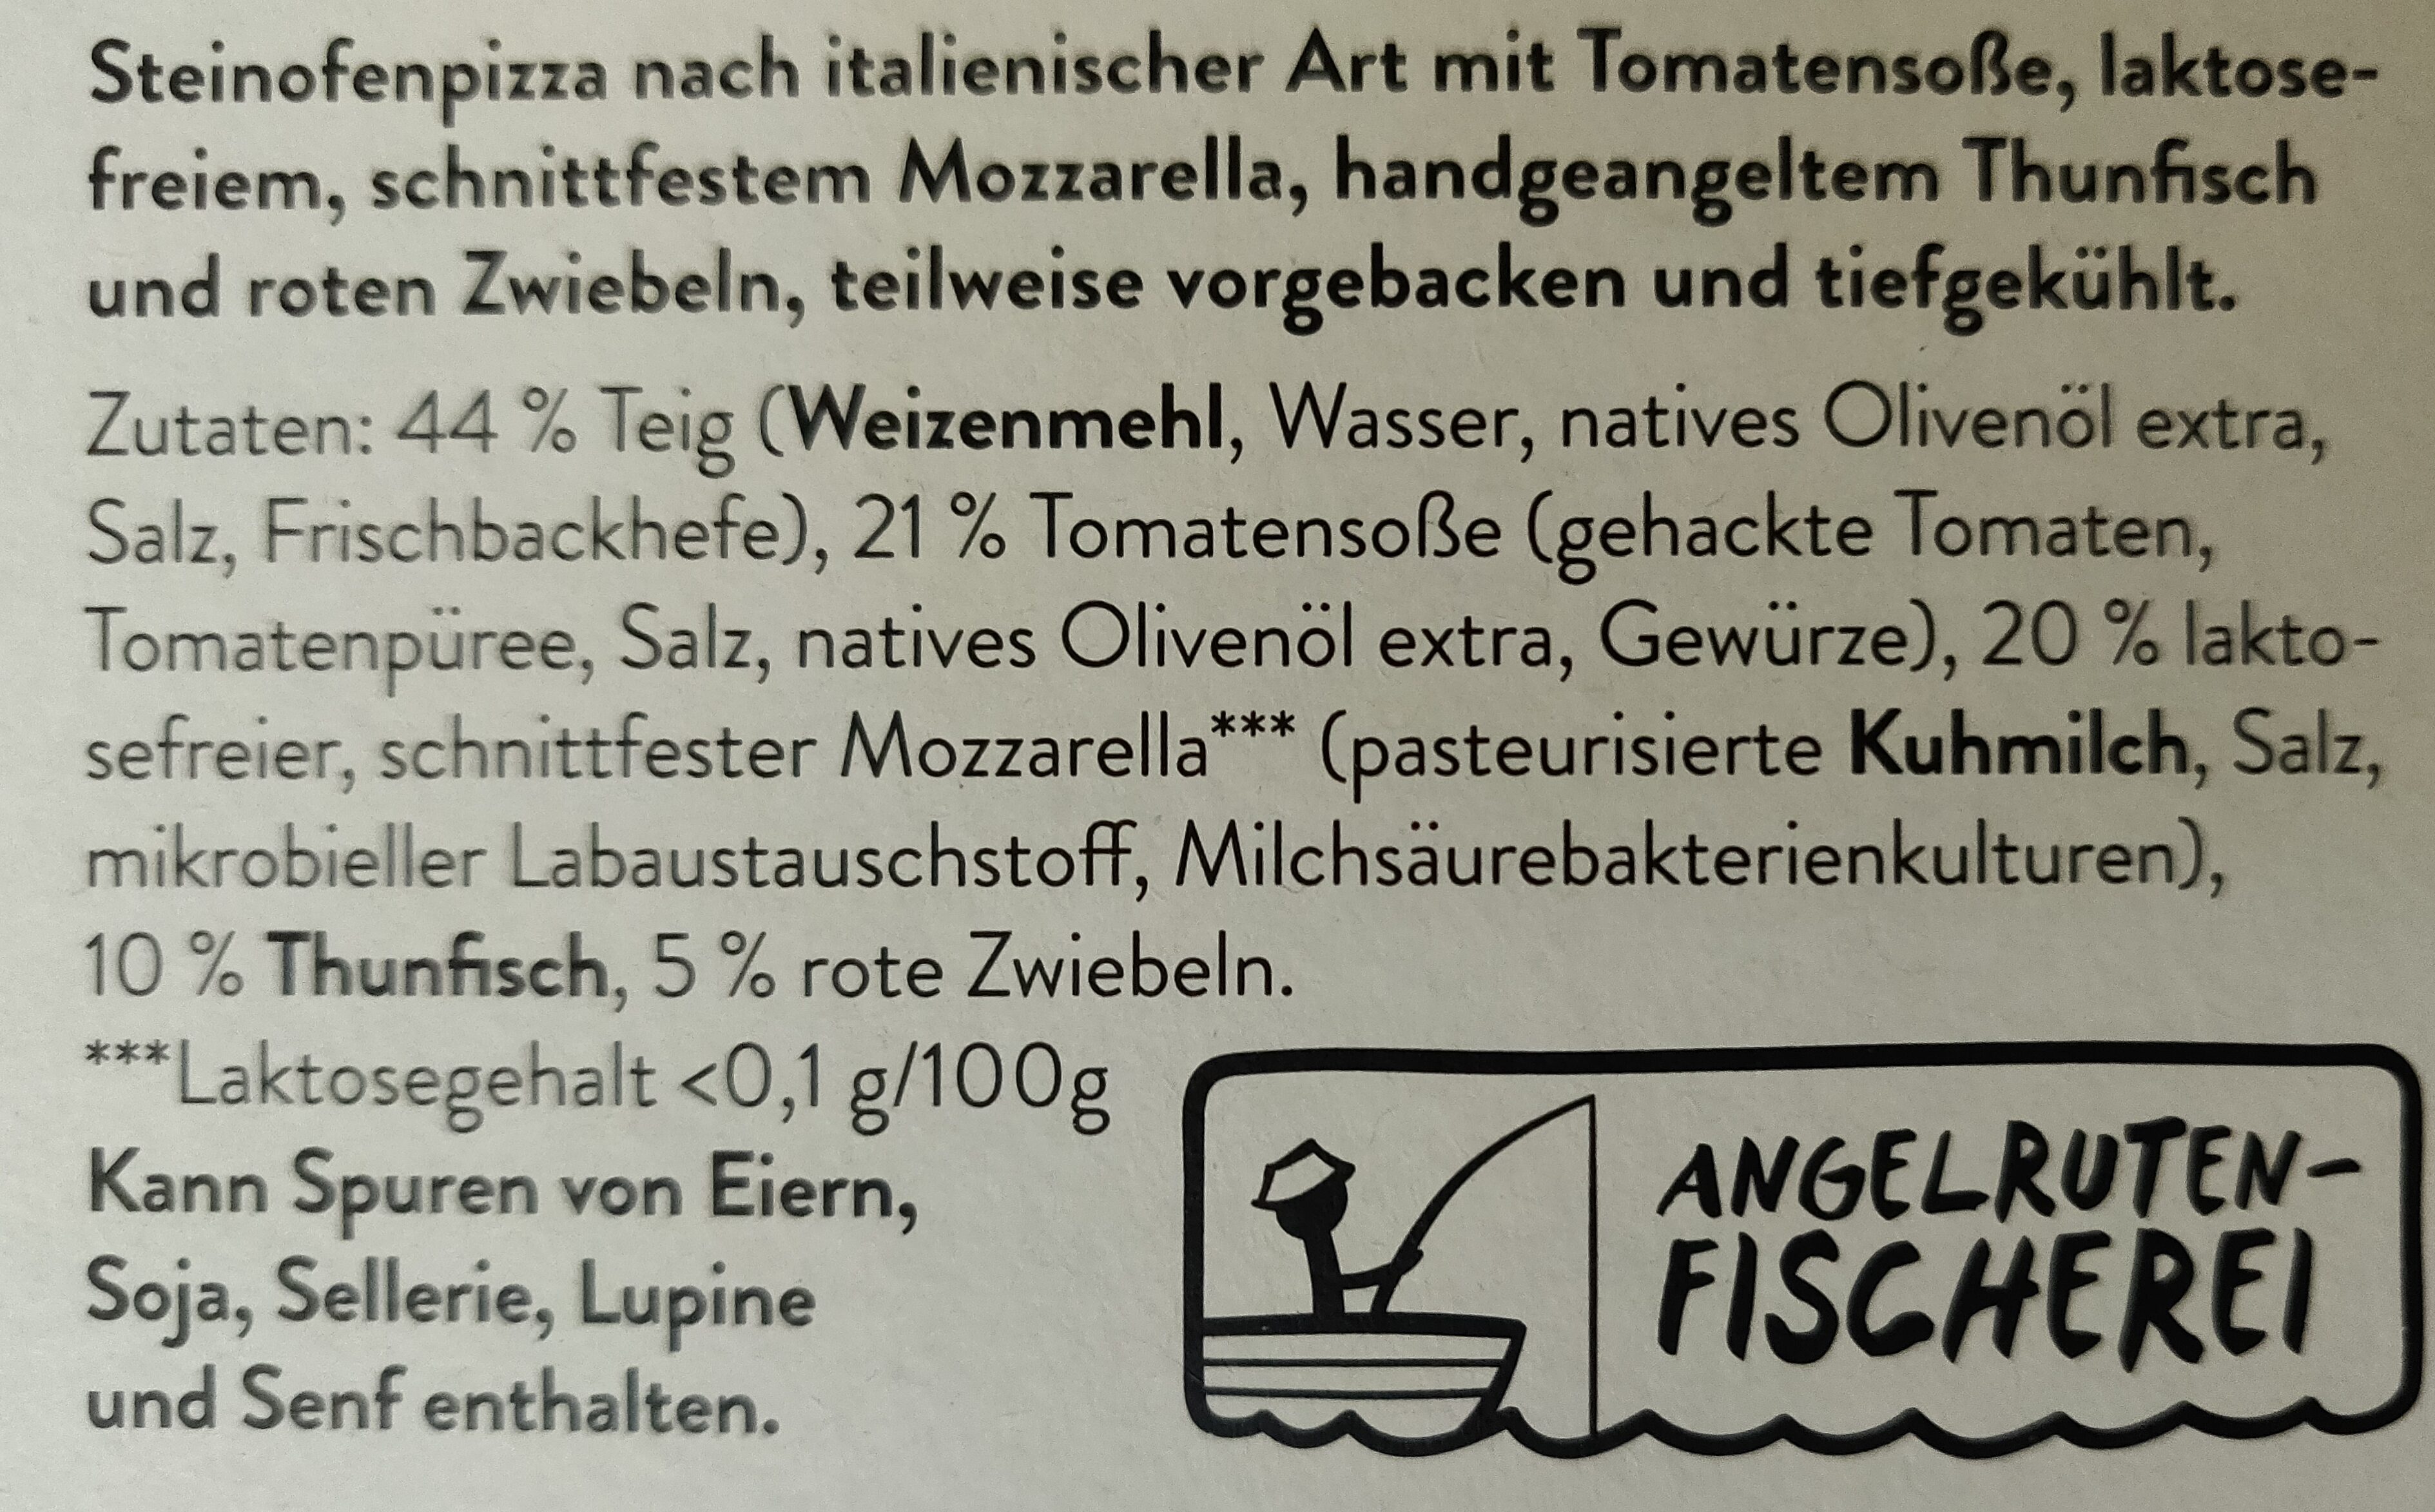 Steinofenpizza nach italienischer Art mit Tomatensoße, laktose-
freiem, schnittfestem Mozzarella, handgeangeltem Thunfisch
und roten Zwiebeln, teilweise vorgebacken und tiefgekühlt.
Zutaten: 44 % Teig (Weizenmehl, Wasser, natives Olivenöl extra,
Salz, Frischbackhefe), 21 % Tomatensoße (gehackte Tomaten,
Tomatenpüree, Salz, natives Olivenöl extra, Gewürze), 20 % lakto-
sefreier, schnittfester Mozzarella*** (pasteurisierte Kuhmilch, Salz,
mikrobieller Labaustauschstoff, Milchsäurebakterienkulturen),
10 % Thunfisch, 5 % rote Zwiebeln.
***Laktosegehalt <0,1 g/100g
Kann Spuren von Eiern,
Soja, Sellerie, Lupine
und Senf enthalten.
ANGELRUTEN-
FISCHEREI